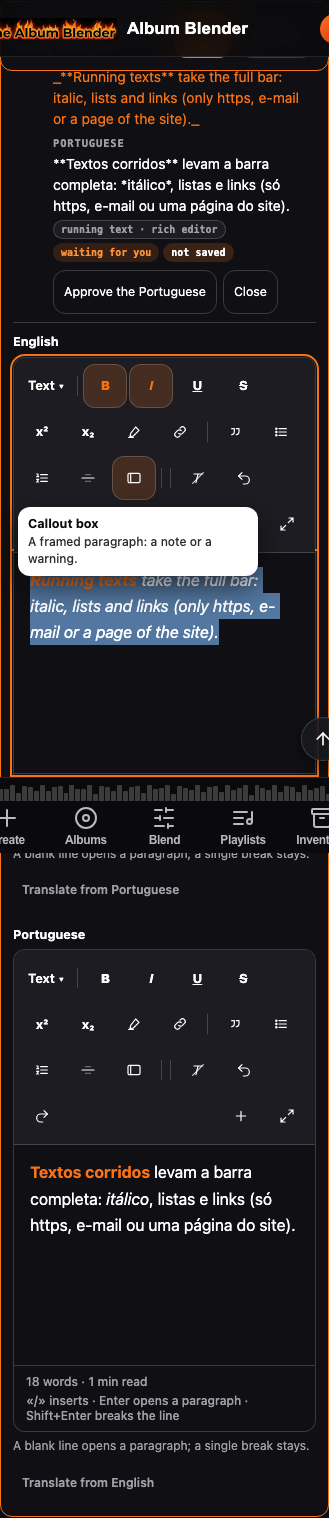 he Album Blender
Album Blender
_**Running texts** take the full bar:
italic, lists and links (only https, e-mail
or a page of the site)._
PORTUGUESE
**Textos corridos** levam a barra
completa: *itálico*, listas e links (só
https, e-mail ou uma página do site).
running text · rich editor
waiting for you
not saved
Approve the Portuguese
Close
English
Text ▾ B I U S
x² x₂
Callout box
A framed paragraph: a note or a
warning.
Running texts take the full bar:
italic, lists and links (only https, e-
mail or a page of the site).
reate
Albums
Blend
Playlists
Invent
A blank line opens a paragraph; a single break stays.
Translate from Portuguese
Portuguese
Text ▾ B I U S
x² x₂
Textos corridos levam a barra
completa: itálico, listas e links (só
https, e-mail ou uma página do site).
18 words · 1 min read
«/» inserts · Enter opens a paragraph ·
Shift+Enter breaks the line
A blank line opens a paragraph; a single break stays.
Translate from English